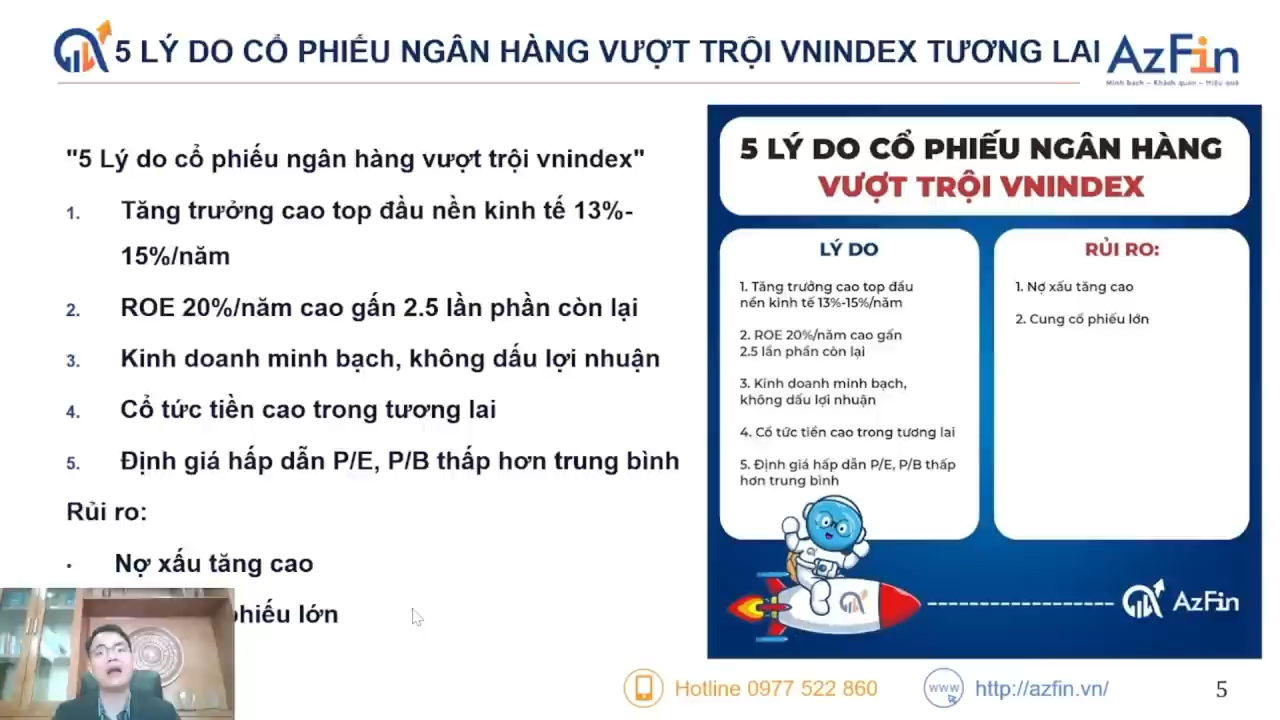 5 LÝ DO CỔ PHIẾU NGÂN HÀNG VƯỢT TRỘI VNINDEX TƯƠNG LAI
AzFin
Minh bạch – Khách quan – Hiệu quả
"5 Lý do cổ phiếu ngân hàng vượt trội vnindex"
1. Tăng trưởng cao top đầu nền kinh tế 13%-
15%/năm
2. ROE 20%/năm cao gấn 2.5 lần phần còn lại
3. Kinh doanh minh bạch, không dấu lợi nhuận
4. Cổ tức tiền cao trong tương lai
5. Định giá hấp dẫn P/E, P/B thấp hơn trung bình
Rủi ro:
• Nợ xấu tăng cao
phiếu lớn
5 LÝ DO CỔ PHIẾU NGÂN HÀNG
VƯỢT TRỘI VNINDEX
LÝ DO
1. Tăng trưởng cao top đầu
nền kinh tế 13%-15%/năm
2. ROE 20%/năm cao gấn
2.5 lần phần còn lại
3. Kinh doanh minh bạch,
không dấu lợi nhuận
4. Cổ tức tiền cao trong tương lai
5. Định giá hấp dẫn P/E, P/B thấp
hơn trung bình
RỦI RO:
1. Nợ xấu tăng cao
2. Cung cổ phiếu lớn
AzFin
Hotline 0977 522 860
www
http://azfin.vn/
5